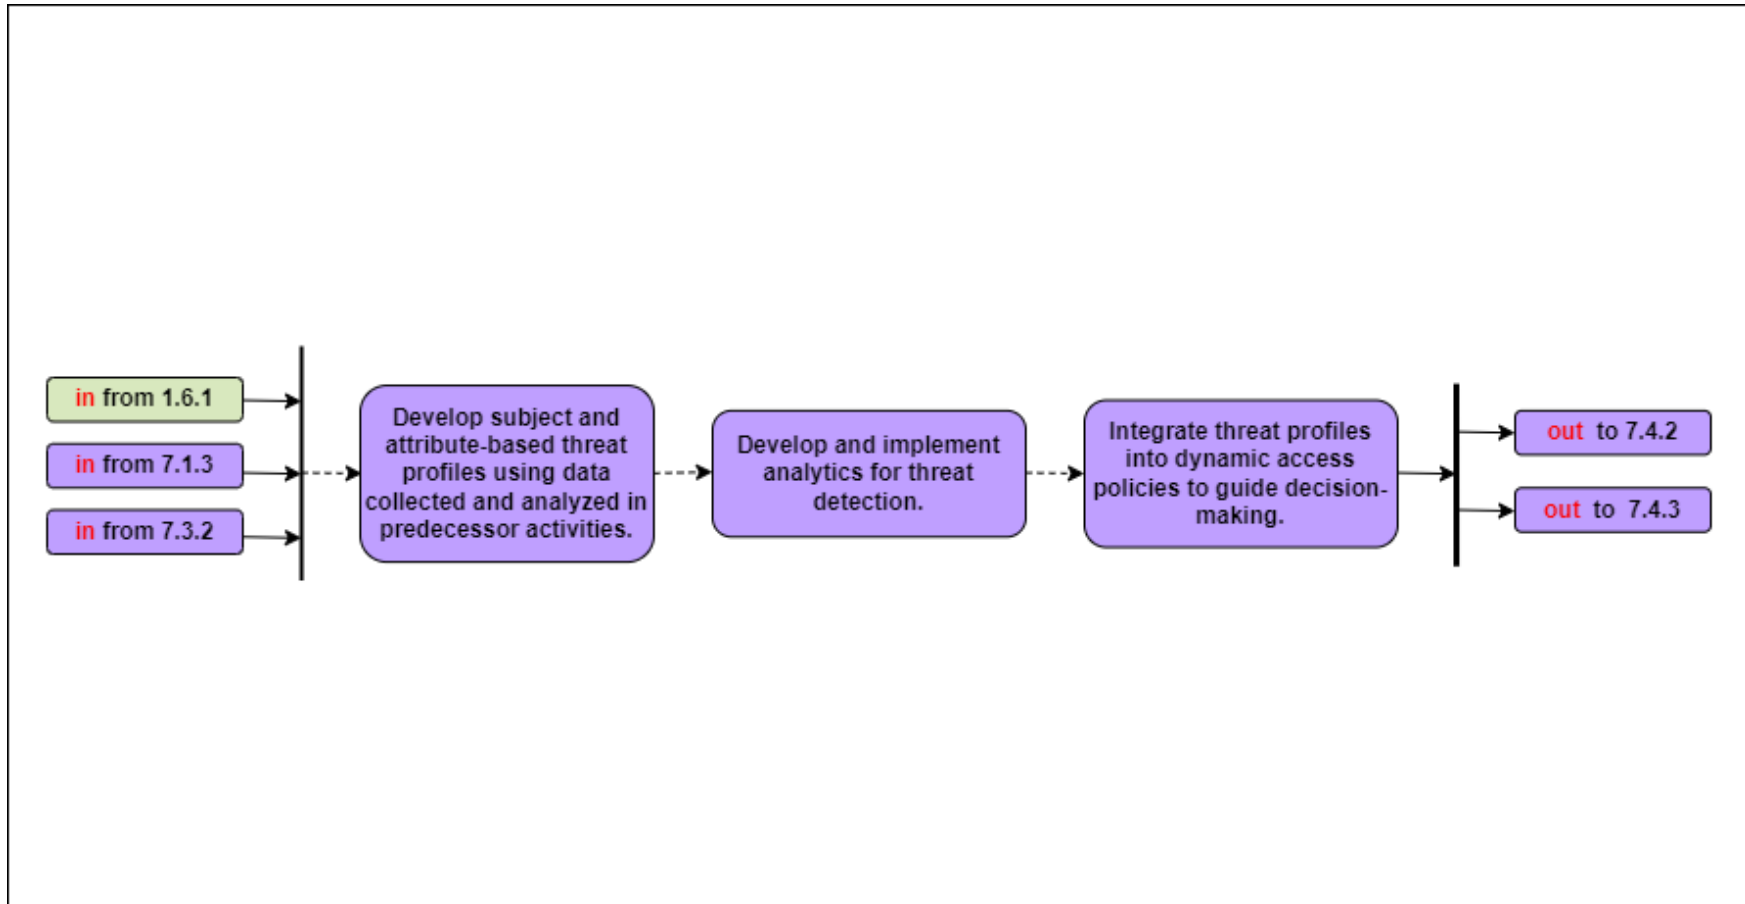 in from 1.6.1
in from 7.1.3
in from 7.3.2
Develop subject and
attribute-based threat
profiles using data
collected and analyzed in
predecessor activities.
Develop and implement
analytics for threat
detection.
Integrate threat profiles
into dynamic access
policies to guide decision-
making.
out to 7.4.2
out to 7.4.3